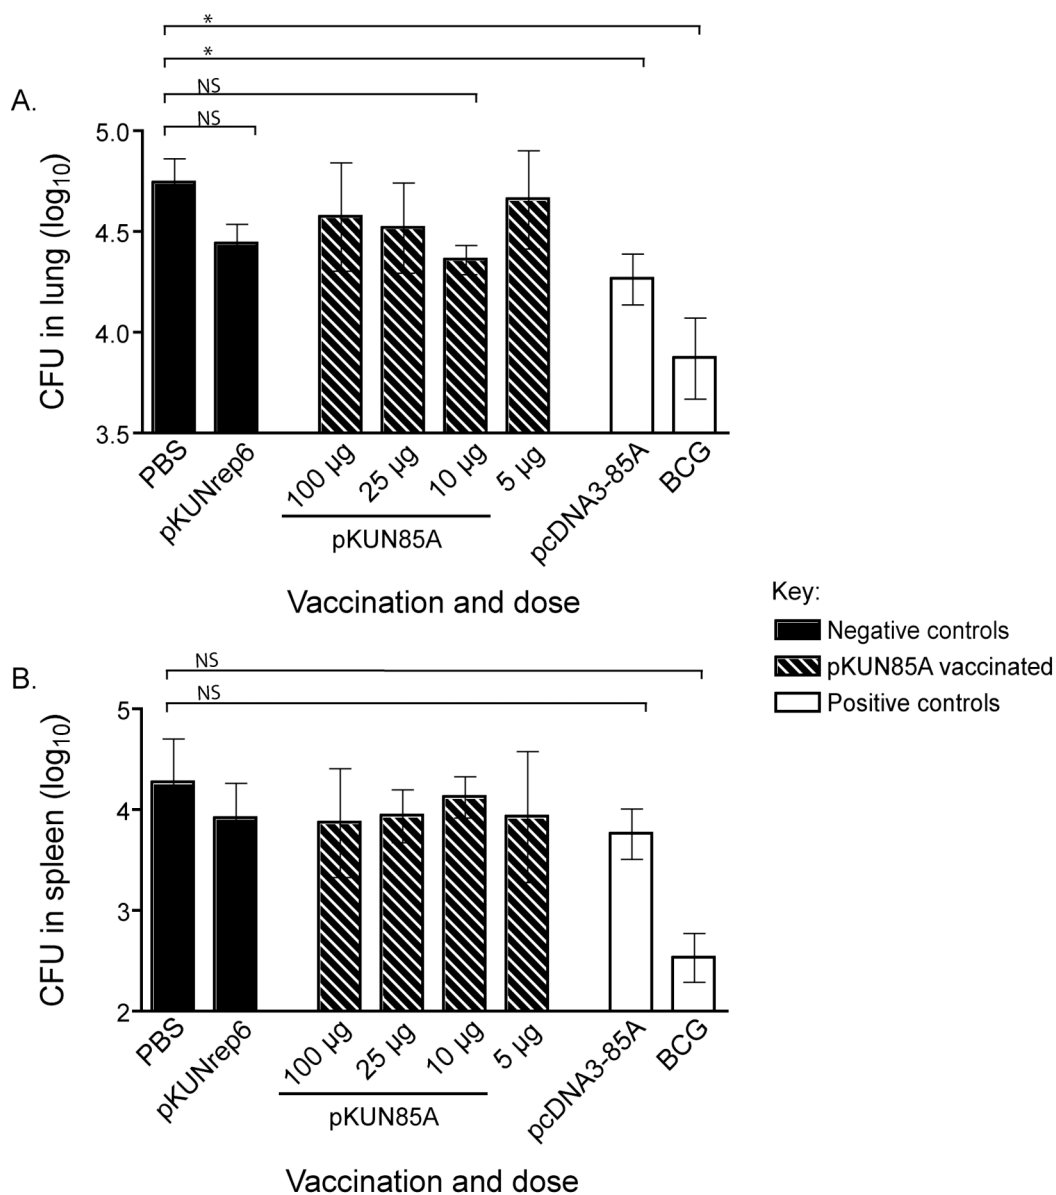 *
*
NS
A.
NS
CFU in lung (log10)
5.0
4.5
4.0
3.5
PBS
pKUNrep6
100 µg
25 µg
10 µg
5 µg
pcDNA3-85A
BCG
pKUN85A
Vaccination and dose
Key:
Negative controls
pKUN85A vaccinated
Positive controls
NS
B.
NS
CFU in spleen (log10)
5
4
3
2
PBS
pKUNrep6
100 µg
25 µg
10 µg
5 µg
pcDNA3-85A
BCG
pKUN85A
Vaccination and dose